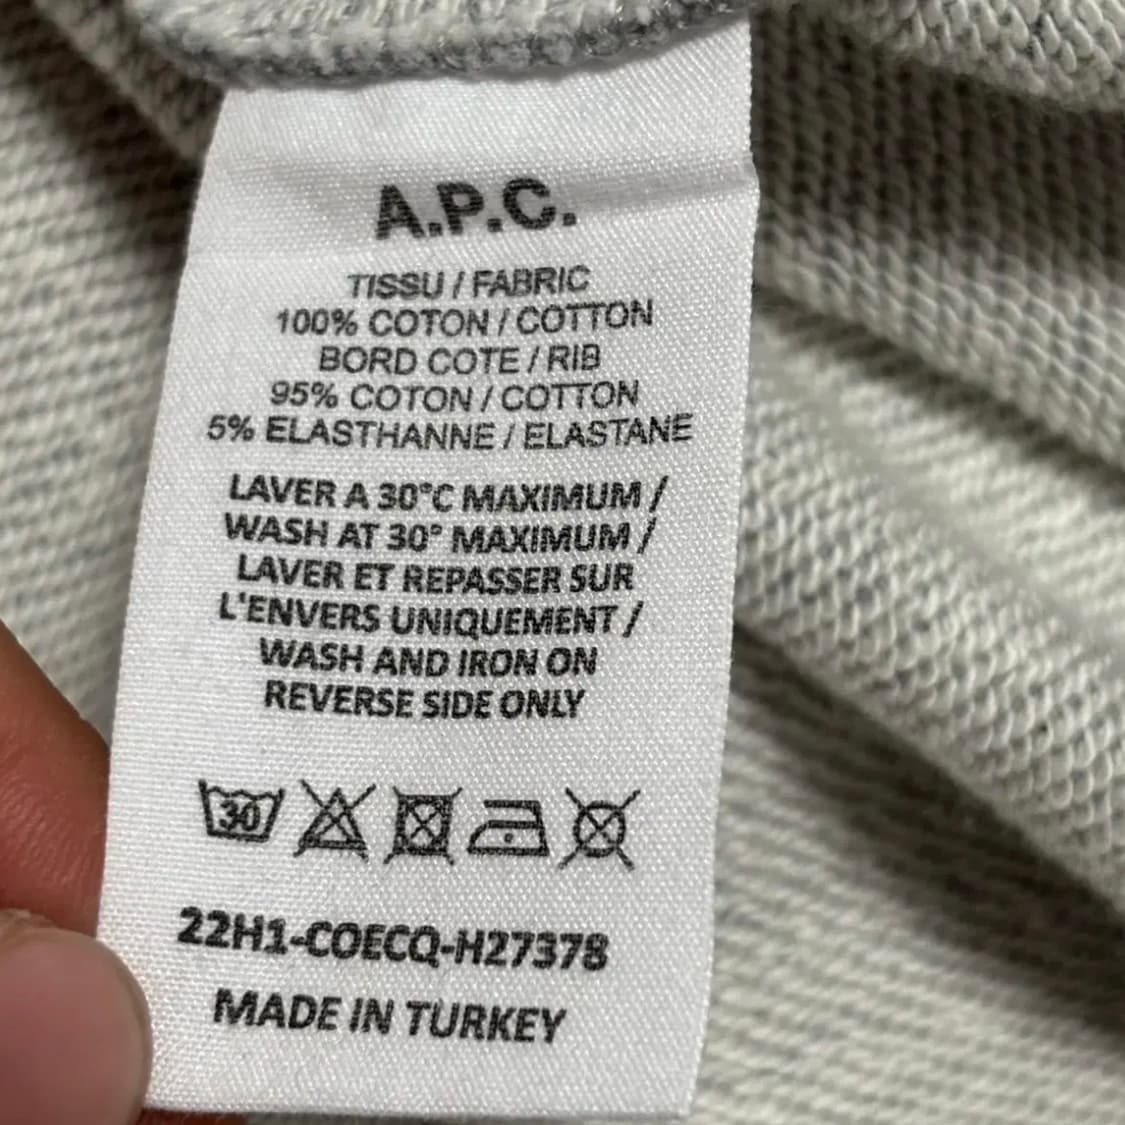 A.P.C.
TISSU / FABRIC
100% COTON / COTTON
BORD COTE / RIB
95% COTON / COTTON
5% ELASTHANNE / ELASTANE
LAVER A 30°C MAXIMUM /
WASH AT 30° MAXIMUM /
LAVER ET REPASSER SUR
L'ENVERS UNIQUEMENT /
WASH AND IRON ON
REVERSE SIDE ONLY
30
22H1-COECQ-H27378
MADE IN TURKEY